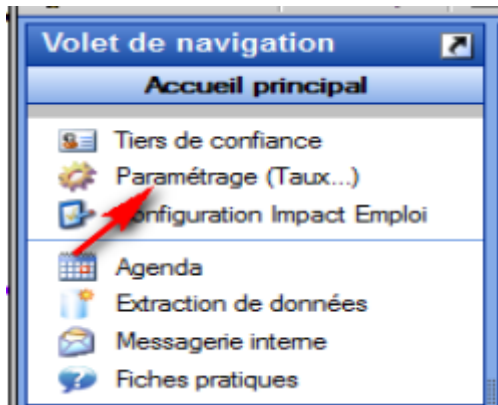 Volet de navigation
Accueil principal
Tiers de confiance
Paramétrage (Taux...)
Configuration Impact Emploi
Agenda
Extraction de données
Messagerie interne
Fiches pratiques